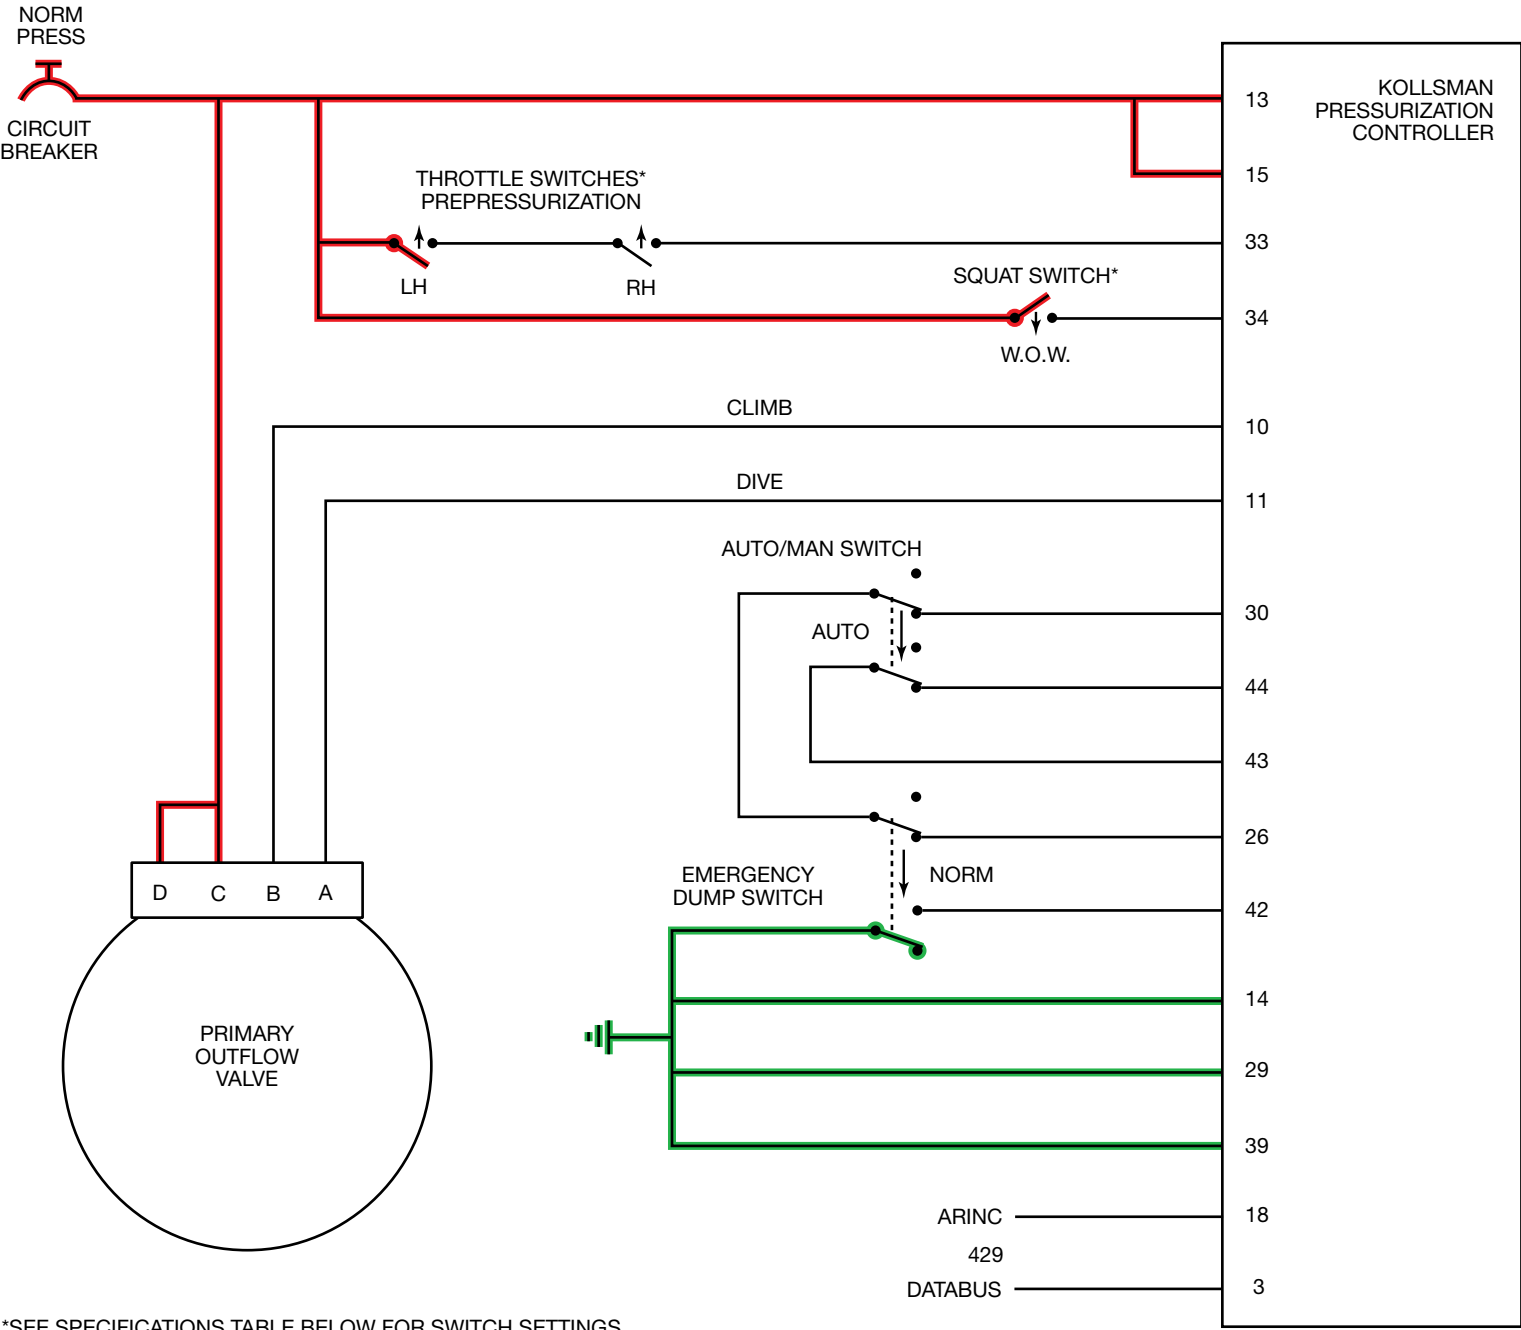 NORM
PRESS
CIRCUIT
BREAKER
KOLLSMAN
PRESSURIZATION
CONTROLLER
13
15
THROTTLE SWITCHES*
PREPRESSURIZATION
LH
RH
33
SQUAT SWITCH*
W.O.W.
34
CLIMB
10
DIVE
11
AUTO/MAN SWITCH
AUTO
30
44
43
26
EMERGENCY
DUMP SWITCH
NORM
42
D C B A
PRIMARY
OUTFLOW
VALVE
14
29
39
ARINC
18
429
DATABUS
3
*SEE SPECIFICATIONS TABLE BELOW FOR SWITCH SETTINGS